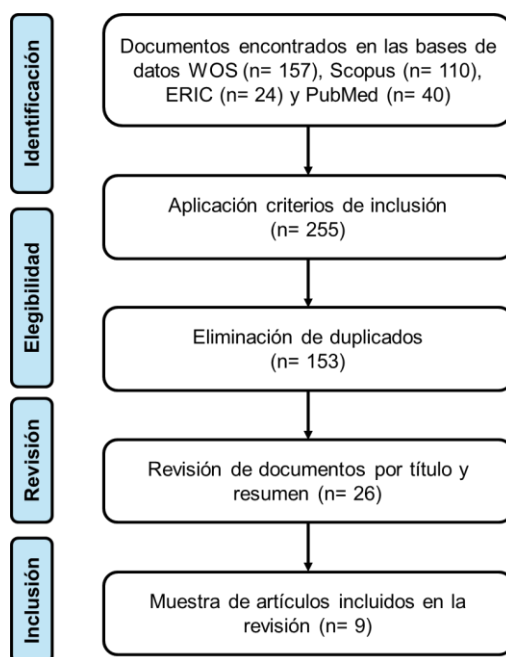 Identificación
Documentos encontrados en las bases de
datos WOS (n= 157), Scopus (n= 110),
ERIC (n= 24) y PubMed (n= 40)
Elegibilidad
Aplicación criterios de inclusión
(n= 255)
Eliminación de duplicados
(n= 153)
Revisión
Revisión de documentos por título y
resumen (n= 26)
Inclusión
Muestra de artículos incluidos en la
revisión (n= 9)